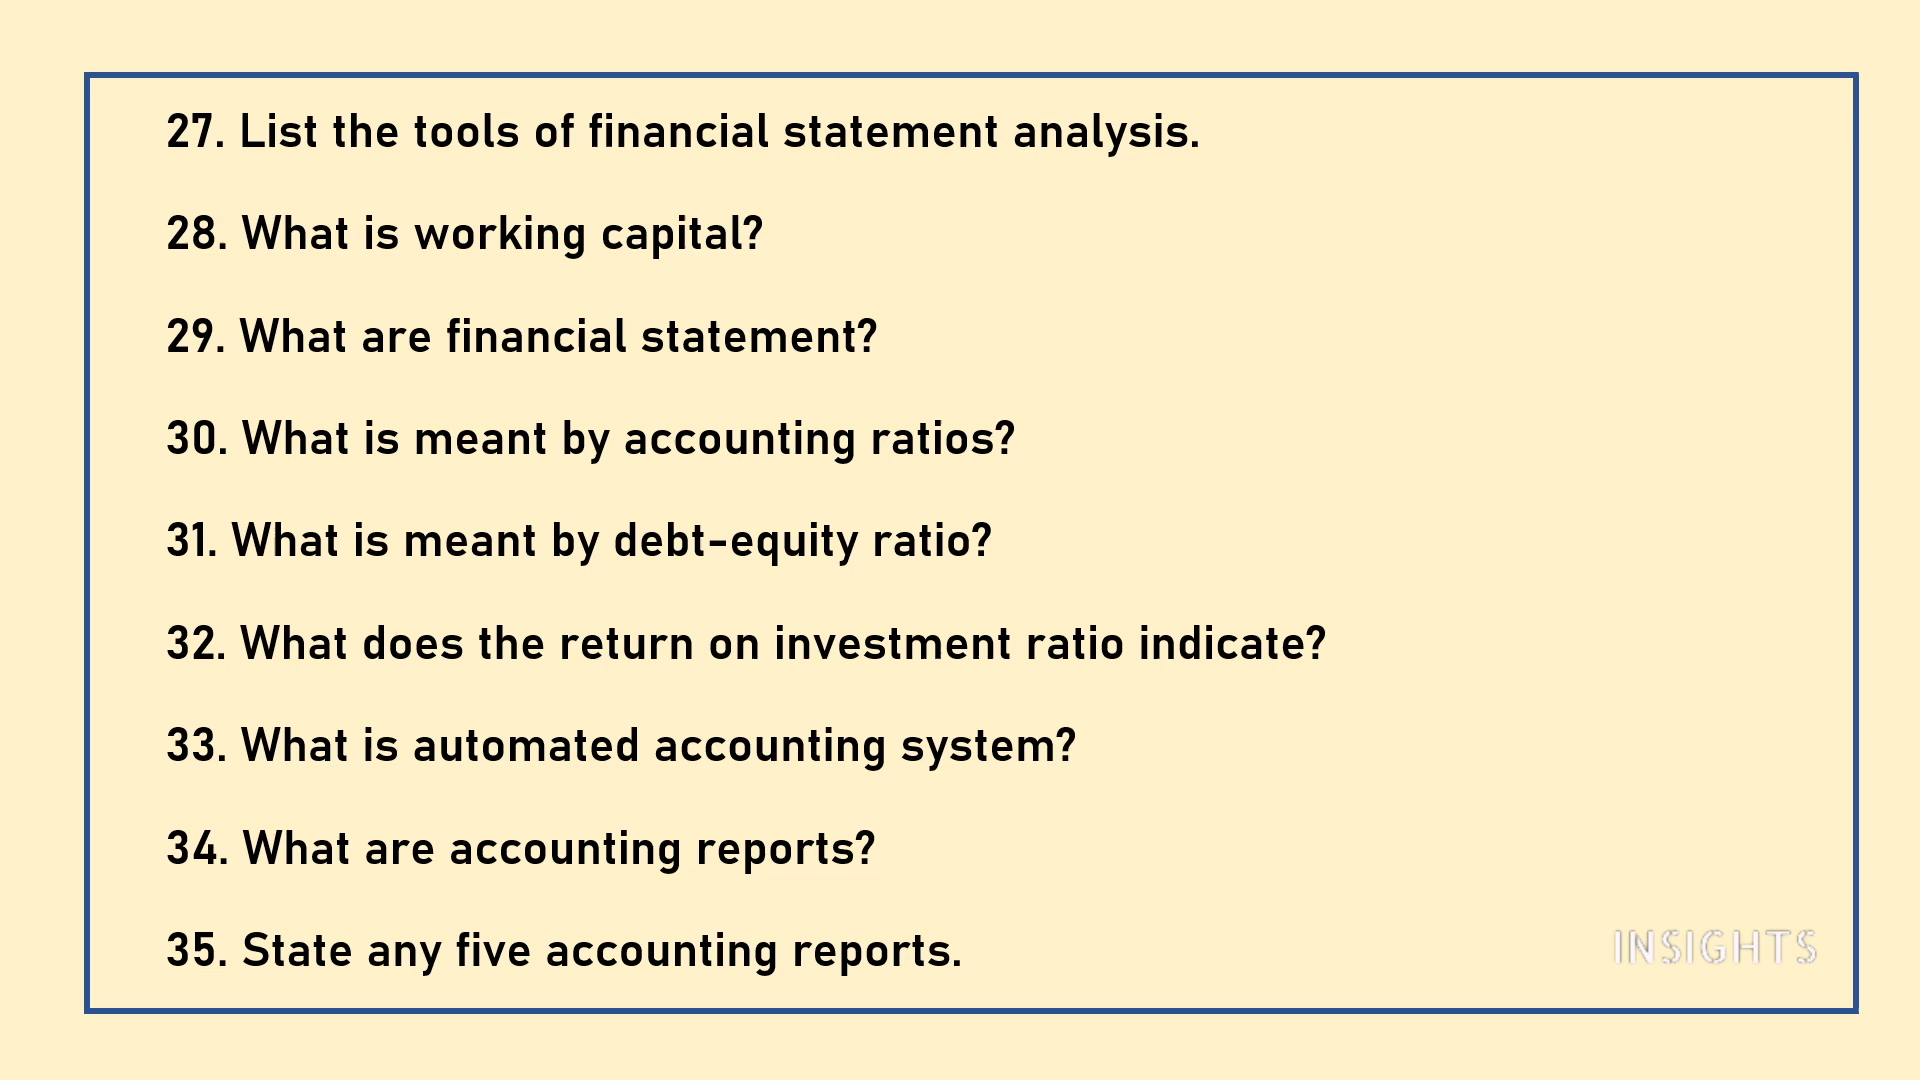 27. List the tools of financial statement analysis.
28. What is working capital?
29. What are financial statement?
30. What is meant by accounting ratios?
31. What is meant by debt-equity ratio?
32. What does the return on investment ratio indicate?
33. What is automated accounting system?
34. What are accounting reports?
35. State any five accounting reports.
INSIGHTS